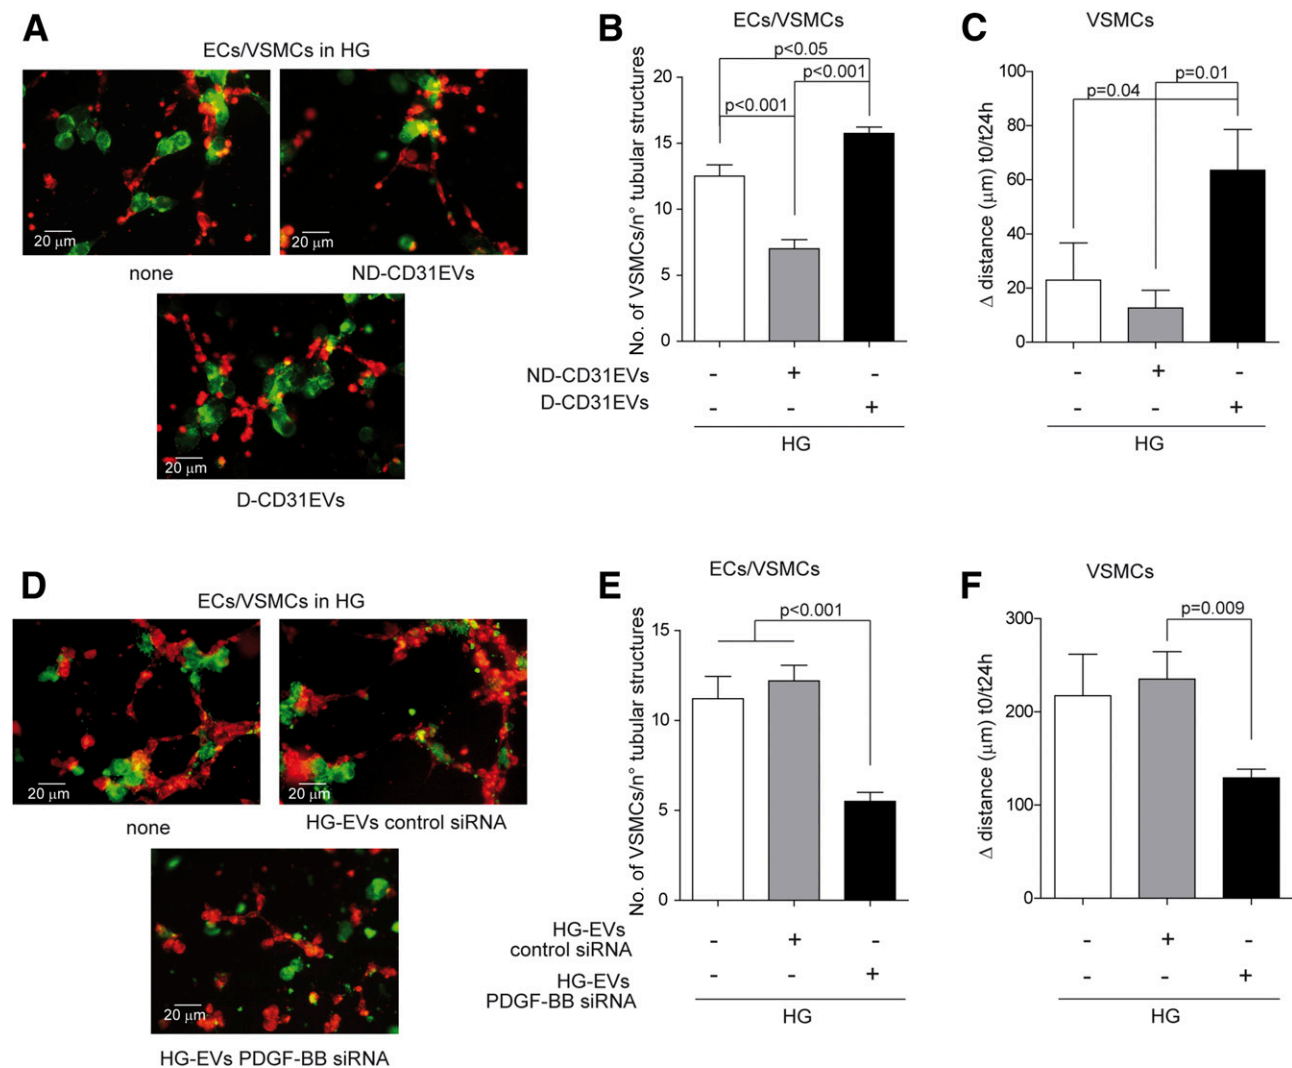 A
ECs/VSMCs in HG
20 μm
none
20 μm
ND-CD31EVs
20 μm
D-CD31EVs
B
ECs/VSMCs
No. of VSMCs/n° tubular structures
20
15
10
5
0
p<0.05
p<0.001
p<0.001
ND-CD31EVs - + -
D-CD31EVs - - +
HG
C
VSMCs
Δ distance (μm) t0/t24h
100
80
60
40
20
0
p=0.01
p=0.04
- + -
- - +
HG
D
ECs/VSMCs in HG
20 μm
none
20 μm
HG-EVs control siRNA
20 μm
HG-EVs PDGF-BB siRNA
E
ECs/VSMCs
No. of VSMCs/n° tubular structures
15
10
5
0
p<0.001
HG-EVs
control siRNA - + -
HG-EVs
PDGF-BB siRNA - - +
HG
F
VSMCs
Δ distance (μm) t0/t24h
300
200
100
0
p=0.009
- + -
- - +
HG